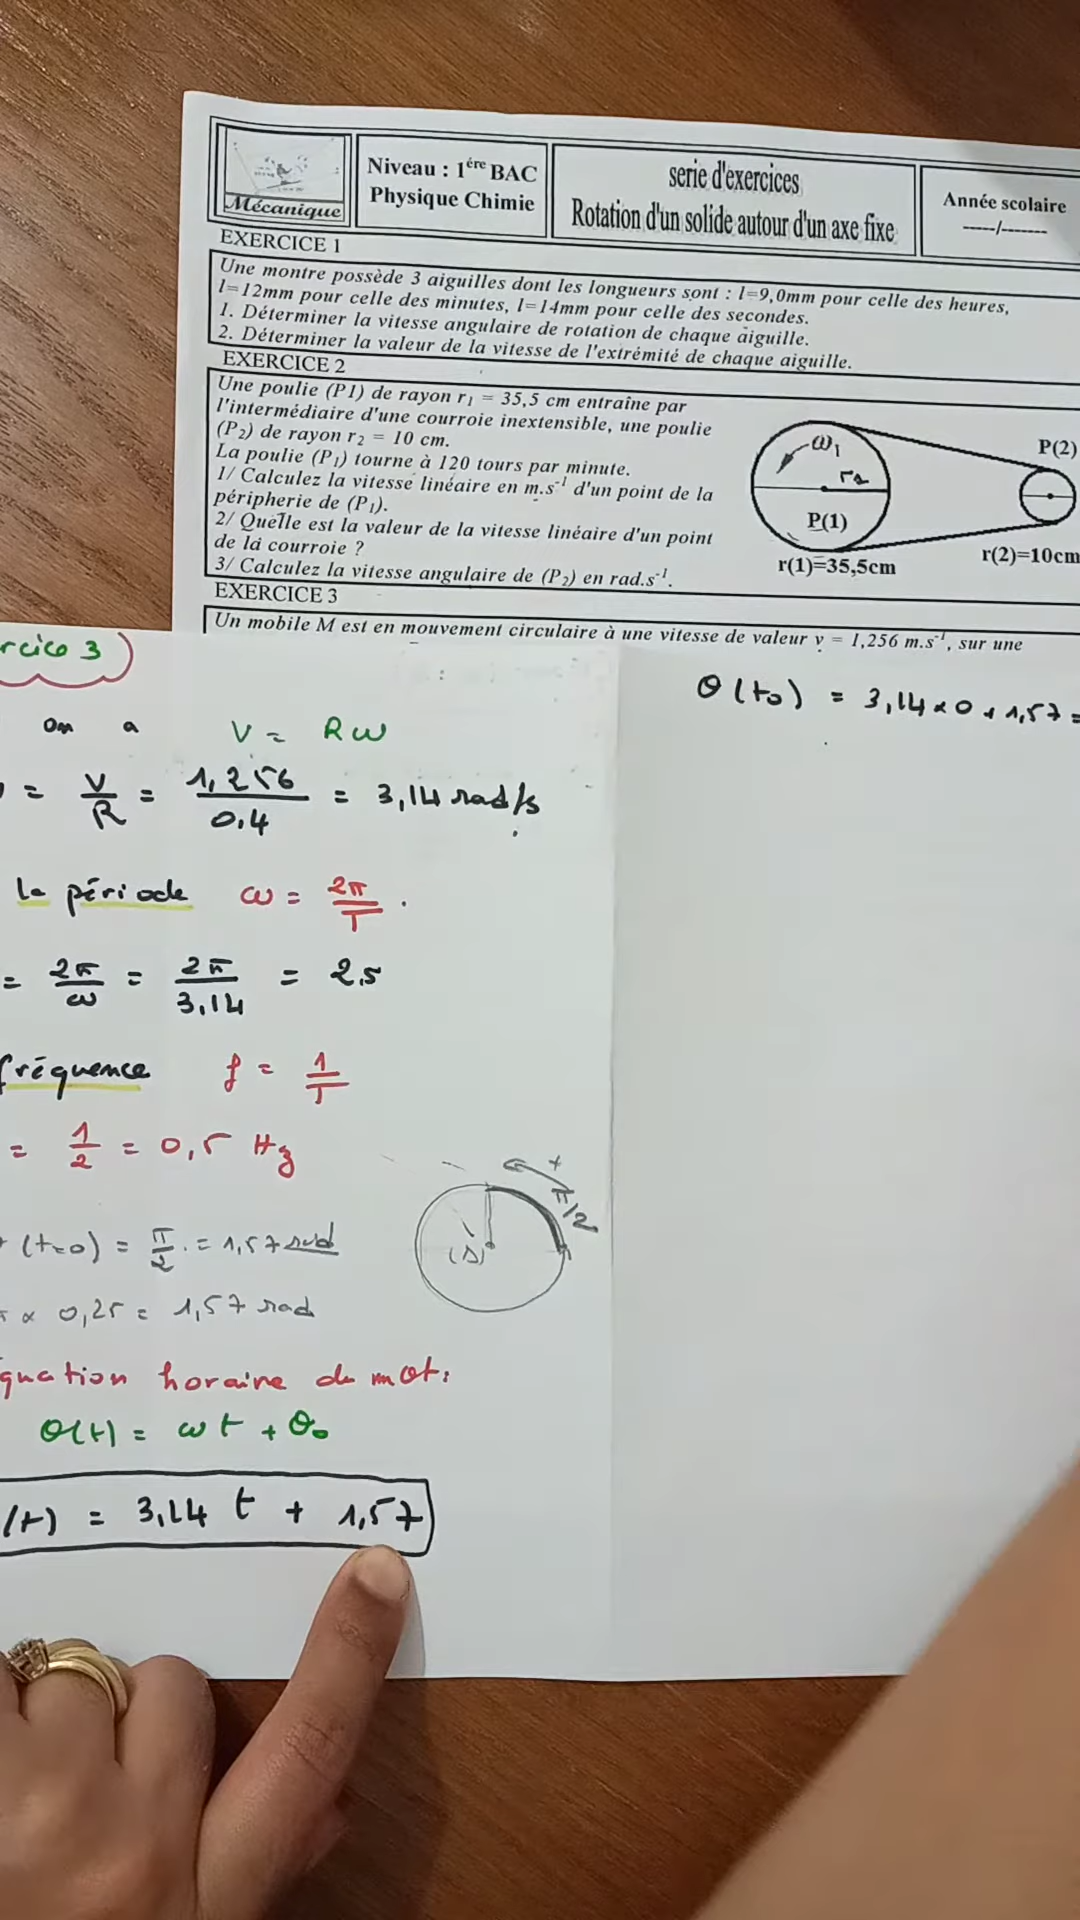 Mécanique
Niveau : 1ére BAC
Physique Chimie
serie d'exercices
Rotation d'un solide autour d'un axe fixe
Année scolaire
-----/-------
EXERCICE 1
Une montre possède 3 aiguilles dont les longueurs sont : l=9,0mm pour celle des heures,
l=12mm pour celle des minutes, l=14mm pour celle des secondes.
1. Déterminer la vitesse angulaire de rotation de chaque aiguille.
2. Déterminer la valeur de la vitesse de l'extrémité de chaque aiguille.
EXERCICE 2
Une poulie (P1) de rayon r₁ = 35,5 cm entraîne par
l'intermédiaire d'une courroie inextensible, une poulie
(P₂) de rayon r₂ = 10 cm.
La poulie (P₁) tourne à 120 tours par minute.
1/ Calculez la vitesse linéaire en m.s⁻¹ d'un point de la
péripherie de (P₁).
2/ Quelle est la valeur de la vitesse linéaire d'un point
de la courroie ?
3/ Calculez la vitesse angulaire de (P₂) en rad.s⁻¹.
ω₁
P(1)
r(1)=35,5cm
P(2)
r(2)=10cm
EXERCICE 3
Un mobile M est en mouvement circulaire à une vitesse de valeur v = 1,256 m.s⁻¹, sur une
rcice 3
on a V = Rω
= V/R = 1,256/0,4 = 3,14 rad/s
la période ω = 2π/T .
= 2π/ω = 2π/3,14 = 2s
fréquence f = 1/T
= 1/2 = 0,5 Hz
(t=0) = π/2 = 1,57 rad
× 0,25 = 1,57 rad
+
π/2
(Δ)
quation horaire du mvt:
θ(t) = ωt + θ₀
(t) = 3,14 t + 1,57
θ(t₀) = 3,14 × 0 + 1,57 =